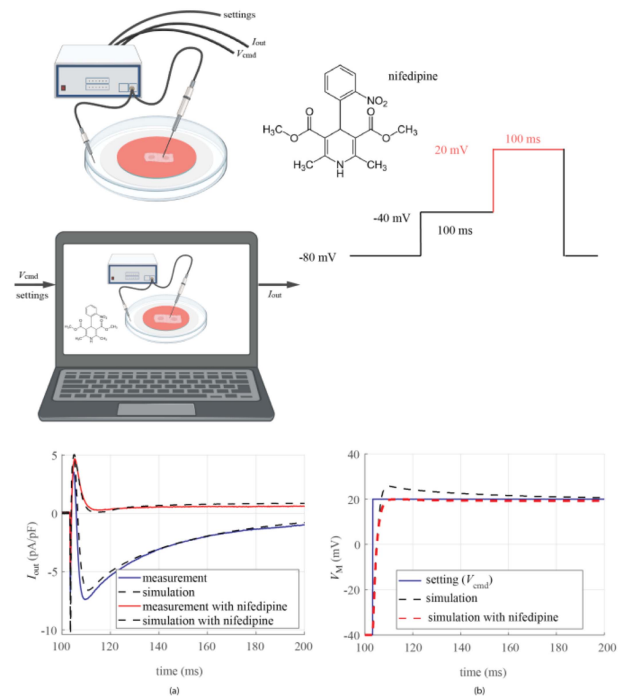 settings
Iout
Vcmd
nifedipine
NO2
O
O
H3CO
OCH3
H3C
N
H
CH3
20 mV
100 ms
-40 mV
100 ms
-80 mV
Vcmd
settings
Iout
5
0
-5
-10
Iout (pA/pF)
measurement
simulation
measurement with nifedipine
simulation with nifedipine
100 120 140 160 180 200
time (ms)
(a)
40
20
0
-20
-40
VM (mV)
setting (Vcmd)
simulation
simulation with nifedipine
100 120 140 160 180 200
time (ms)
(b)